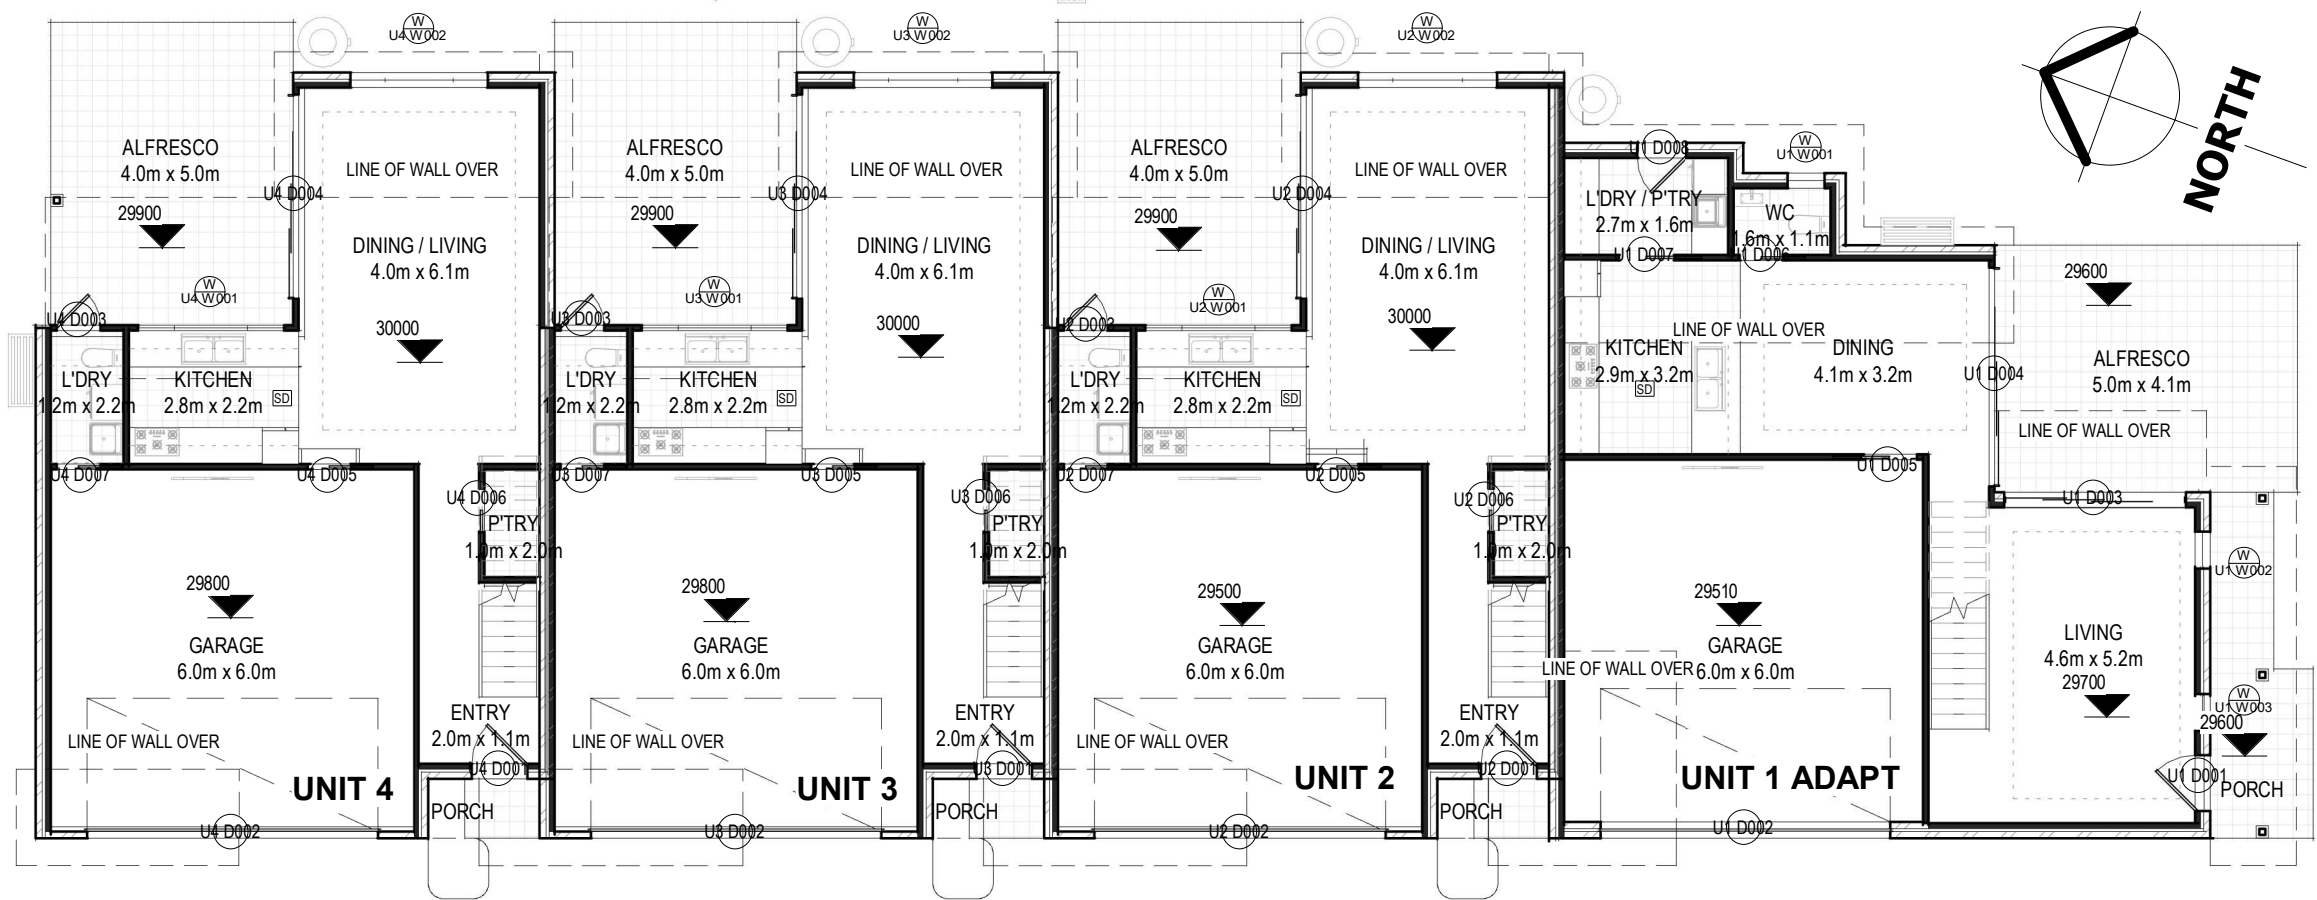 W
U4 W002
W
U3 W002
W
U2 W002
NORTH
ALFRESCO
4.0m x 5.0m
LINE OF WALL OVER
U4 D004
29900
DINING / LIVING
4.0m x 6.1m
W
U4 W001
30000
U4 D003
L'DRY
1.2m x 2.2m
KITCHEN
2.8m x 2.2m
SD
U4 D007
U4 D005
U4 D006
P'TRY
1.0m x 2.0m
29800
GARAGE
6.0m x 6.0m
ENTRY
2.0m x 1.1m
LINE OF WALL OVER
UNIT 4
U4 D001
PORCH
U4 D002
ALFRESCO
4.0m x 5.0m
LINE OF WALL OVER
U3 D004
29900
DINING / LIVING
4.0m x 6.1m
W
U3 W001
30000
U3 D003
L'DRY
1.2m x 2.2m
KITCHEN
2.8m x 2.2m
SD
U3 D007
U3 D005
U3 D006
P'TRY
1.0m x 2.0m
29800
GARAGE
6.0m x 6.0m
ENTRY
2.0m x 1.1m
LINE OF WALL OVER
UNIT 3
U3 D001
PORCH
U3 D002
ALFRESCO
4.0m x 5.0m
LINE OF WALL OVER
U2 D004
29900
DINING / LIVING
4.0m x 6.1m
W
U2 W001
30000
U2 D003
L'DRY
1.2m x 2.2m
KITCHEN
2.8m x 2.2m
SD
U2 D007
U2 D005
U2 D006
P'TRY
1.0m x 2.0m
29500
GARAGE
6.0m x 6.0m
ENTRY
2.0m x 1.1m
LINE OF WALL OVER
UNIT 2
U2 D001
PORCH
U2 D002
U1 D008
W
U1 W001
L'DRY / P'TRY
2.7m x 1.6m
WC
1.6m x 1.1m
U1 D007
U1 D006
29600
LINE OF WALL OVER
KITCHEN
2.9m x 3.2m
SD
DINING
4.1m x 3.2m
U1 D004
ALFRESCO
5.0m x 4.1m
LINE OF WALL OVER
U1 D005
U1 D003
W
U1 W002
29510
GARAGE
6.0m x 6.0m
LINE OF WALL OVER
LIVING
4.6m x 5.2m
29700
W
U1 W003
29600
UNIT 1 ADAPT
U1 D001
PORCH
U1 D002